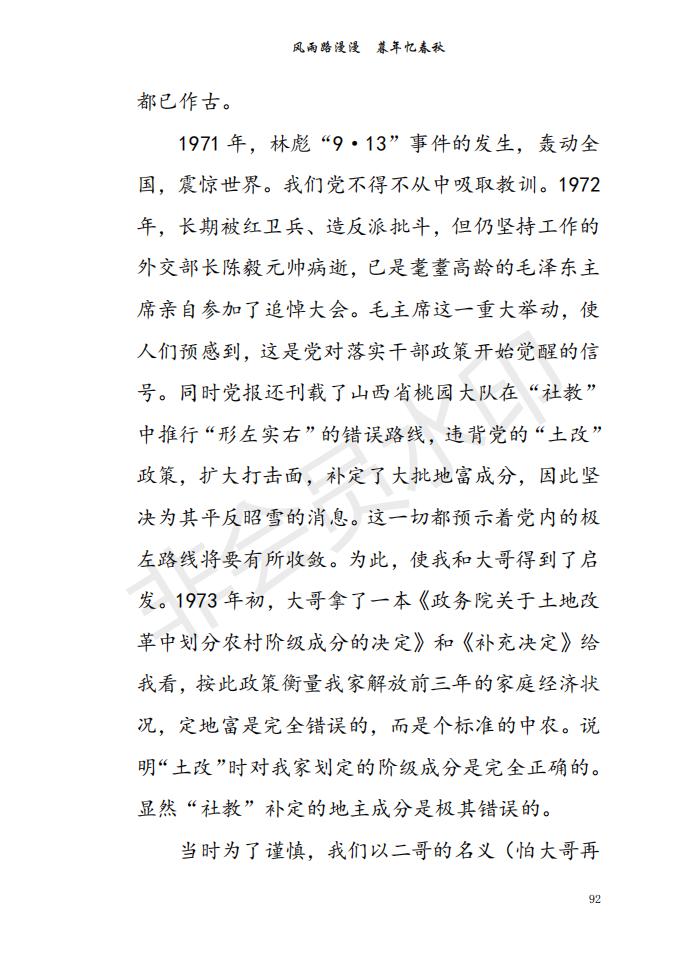 风雨路漫漫　暮年忆春秋
都已作古。
1971 年，林彪“9·13”事件的发生，轰动全
国，震惊世界。我们党不得不从中吸取教训。1972
年，长期被红卫兵、造反派批斗，但仍坚持工作的
外交部长陈毅元帅病逝，已是耄耋高龄的毛泽东主
席亲自参加了追悼大会。毛主席这一重大举动，使
人们预感到，这是党对落实干部政策开始觉醒的信
号。同时党报还刊载了山西省桃园大队在“社教”
中推行“形左实右”的错误路线，违背党的“土改”
政策，扩大打击面，补定了大批地富成分，因此坚
决为其平反昭雪的消息。这一切都预示着党内的极
左路线将要有所收敛。为此，使我和大哥得到了启
发。1973 年初，大哥拿了一本《政务院关于土地改
革中划分农村阶级成分的决定》和《补充决定》给
我看，按此政策衡量我家解放前三年的家庭经济状
况，定地富是完全错误的，而是个标准的中农。说
明“土改”时对我家划定的阶级成分是完全正确的。
显然“社教”补定的地主成分是极其错误的。
当时为了谨慎，我们以二哥的名义（怕大哥再
92
非会员水印